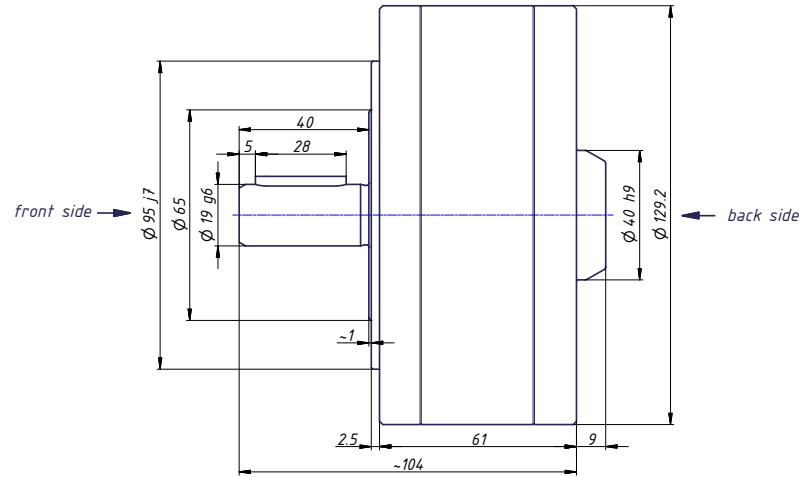 40
5 28
front side
Ø 95 j7
Ø 65
Ø 19 g6
Ø 40 h9
Ø 129.2
back side
~1
2.5 61 9
~104